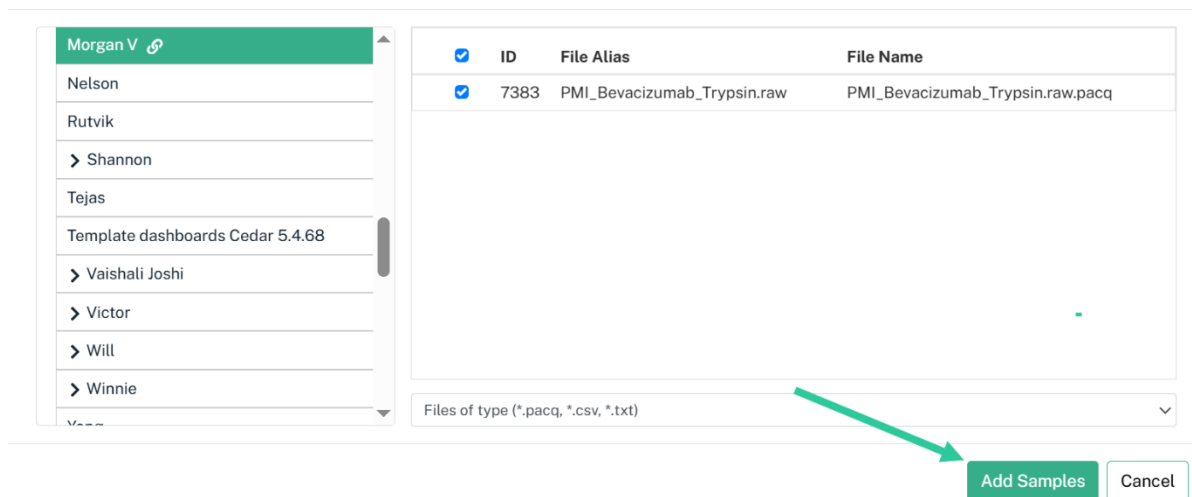 Morgan V
Nelson
Rutvik
Shannon
Tejas
Template dashboards Cedar 5.4.68
Vaishali Joshi
Victor
Will
Winnie
ID File Alias File Name
7383 PMI_Bevacizumab_Trypsin.raw PMI_Bevacizumab_Trypsin.raw.pacq
Files of type (*.pacq, *.csv, *.txt)
Add Samples Cancel